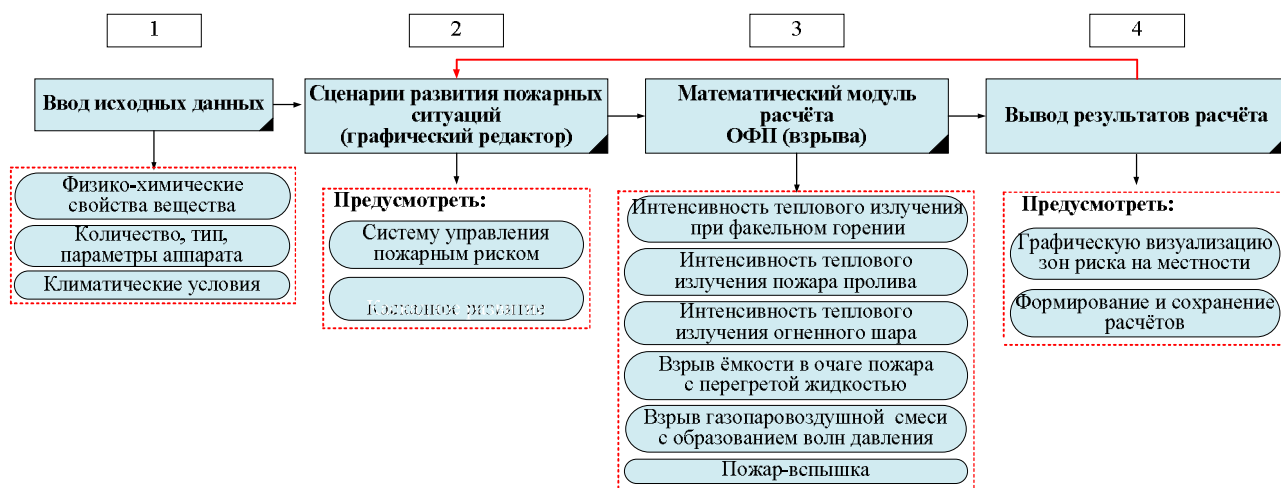 1
2
3
4
Ввод исходных данных
Сценарии развития пожарных
ситуаций
(графический редактор)
Математический модуль
расчёта
ОФП (взрыва)
Вывод результатов расчёта
Физико-химические
свойства вещества
Количество, тип,
параметры аппарата
Климатические условия
Предусмотреть:
Систему управления
пожарным риском
Интенсивность теплового излучения
при факельном горении
Интенсивность теплового
излучения пожара пролива
Интенсивность теплового
излучения огненного шара
Взрыв ёмкости в очаге пожара
с перегретой жидкостью
Взрыв газопаровоздушной смеси
с образованием волн давления
Пожар-вспышка
Предусмотреть:
Графическую визуализацию
зон риска на местности
Формирование и сохранение
расчётов